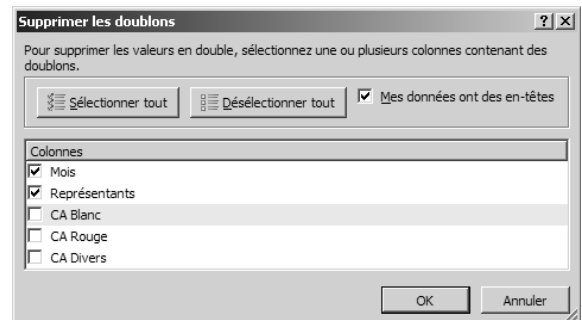 Supprimer les doublons
Pour supprimer les valeurs en double, sélectionnez une ou plusieurs colonnes contenant des
doublons.
Sélectionner tout
Désélectionner tout
Mes données ont des en-têtes
Colonnes
Mois
Représentants
CA Blanc
CA Rouge
CA Divers
OK
Annuler